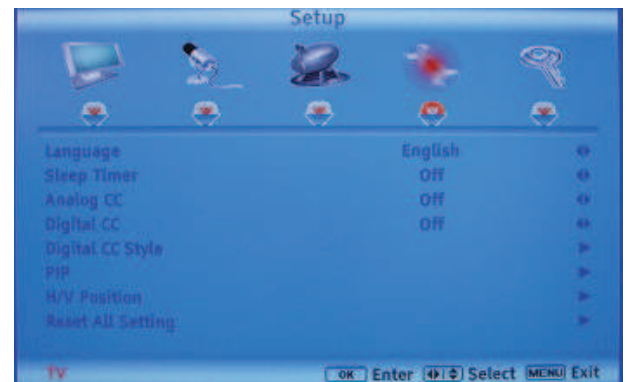 Setup
Language English
Sleep Timer Off
Analog CC Off
Digital CC Off
Digital CC Style
PIP
H/V Position
Reset All Setting
TV OK Enter Select MENU Exit